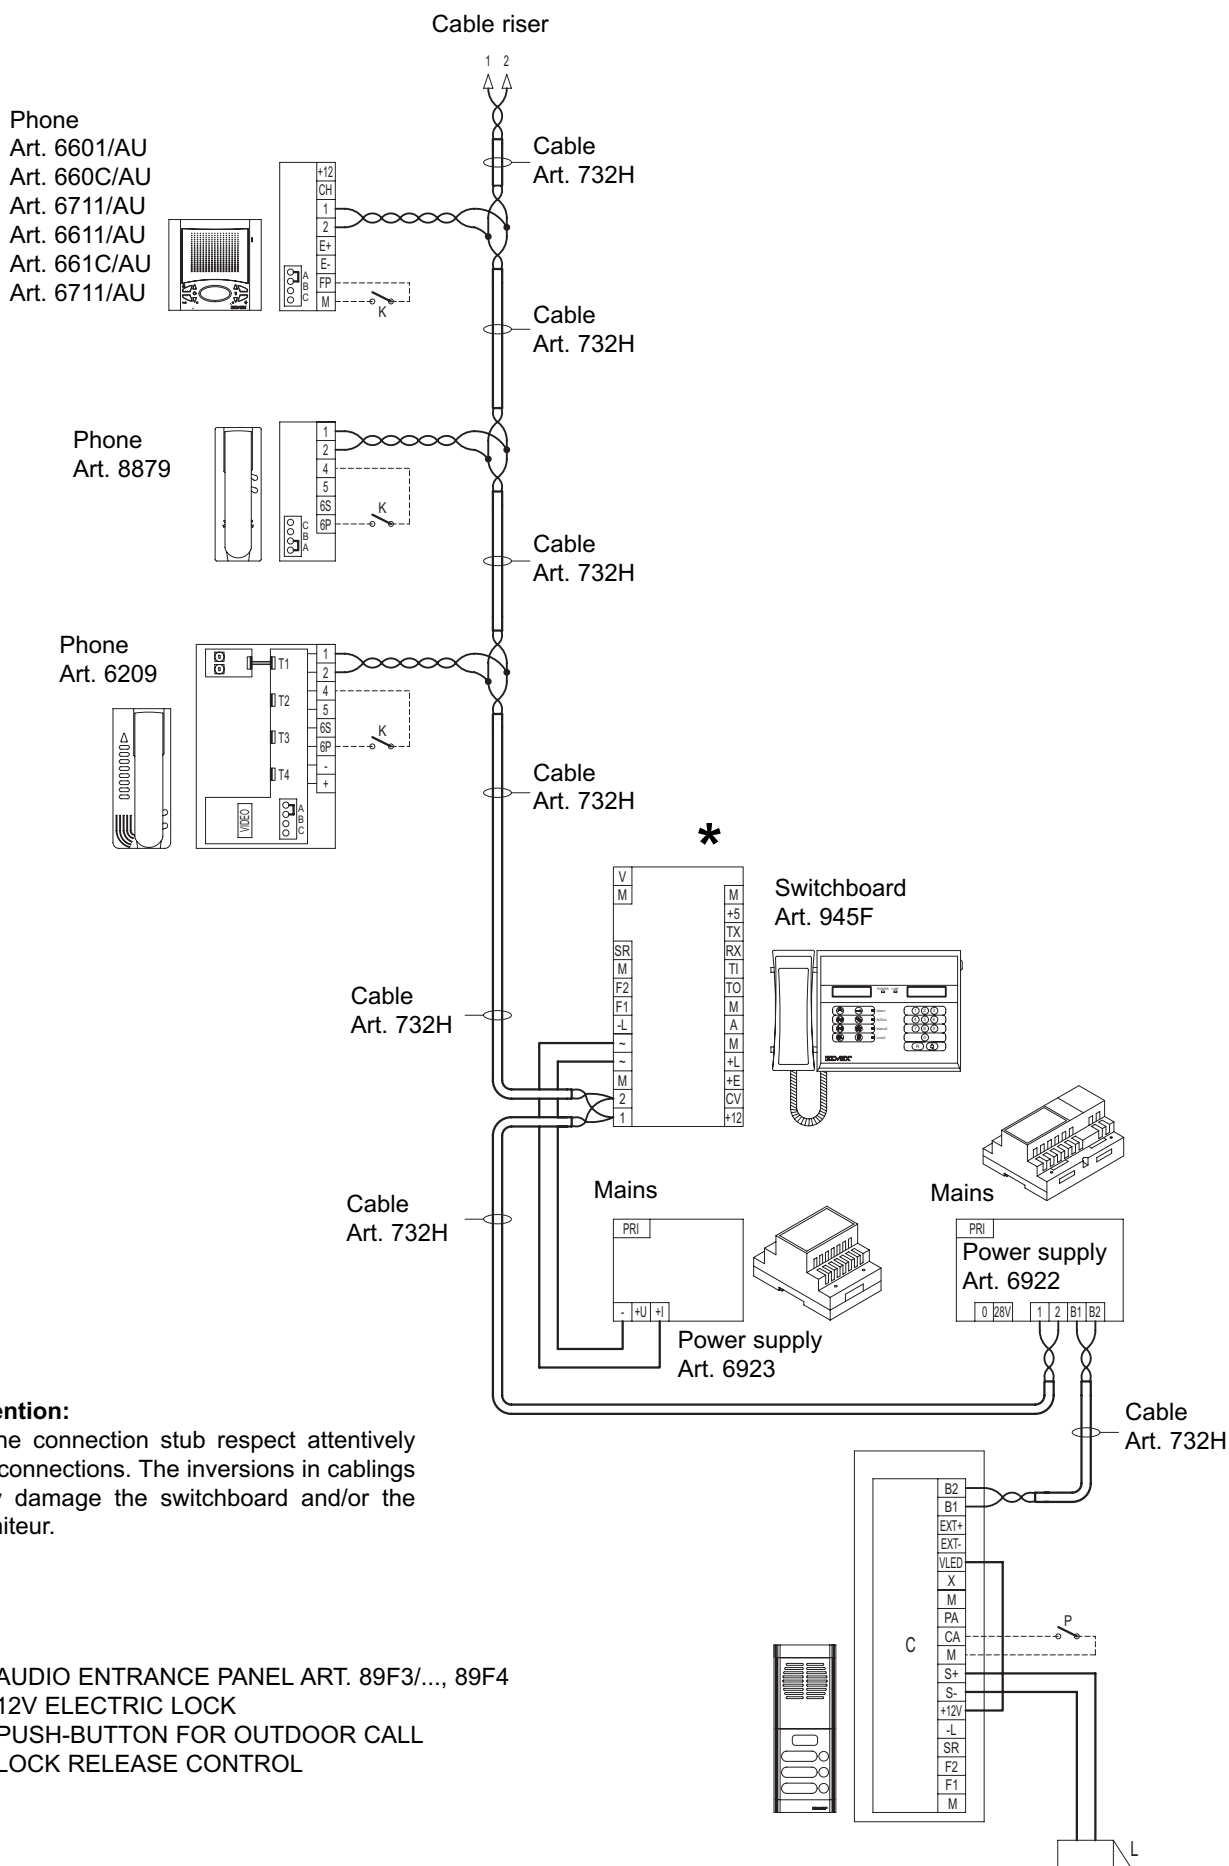 Cable riser
1 2
Phone
Art. 6601/AU
Art. 660C/AU
Art. 6711/AU
Art. 6611/AU
Art. 661C/AU
Art. 6711/AU
+12
CH
1
2
E+
E-
FP
M
A
B
C
K
Cable
Art. 732H
Cable
Art. 732H
Phone
Art. 8879
1
2
4
5
6S
6P
C
B
A
K
Cable
Art. 732H
Phone
Art. 6209
T1
T2
T3
T4
1
2
4
5
6S
6P
-
+
VIDEO
A
B
C
K
Cable
Art. 732H
*
V
M
SR
M
F2
F1
-L
~
~
M
2
1
M
+5
TX
RX
TI
TO
M
A
M
+L
+E
CV
+12
Switchboard
Art. 945F
Cable
Art. 732H
Cable
Art. 732H
Mains
PRI
- +U +I
Power supply
Art. 6923
Mains
PRI
Power supply
Art. 6922
0 28V 1 2 B1 B2
Cable
Art. 732H
ention:
ne connection stub respect attentively
connections. The inversions in cablings
y damage the switchboard and/or the
niteur.
C
B2
B1
EXT+
EXT-
VLED
X
M
PA
CA
M
S+
S-
+12V
-L
SR
F2
F1
M
P
L
AUDIO ENTRANCE PANEL ART. 89F3/..., 89F4
12V ELECTRIC LOCK
PUSH-BUTTON FOR OUTDOOR CALL
LOCK RELEASE CONTROL